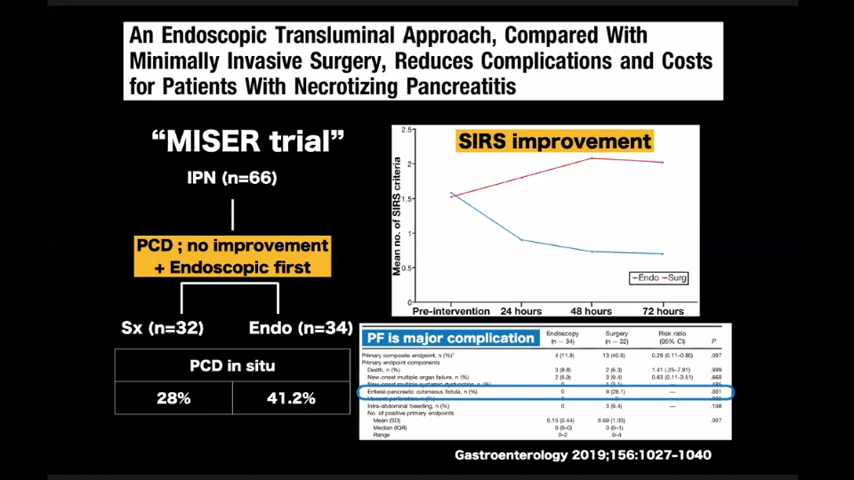 An Endoscopic Transluminal Approach, Compared With
Minimally Invasive Surgery, Reduces Complications and Costs
for Patients With Necrotizing Pancreatitis
“MISER trial”
IPN (n=66)
PCD ; no improvement
+ Endoscopic first
Sx (n=32) Endo (n=34)
PCD in situ
28% 41.2%
SIRS improvement
Mean no. of SIRS criteria
2.5
2
1.5
1
0.5
0
Endo Surg
Pre-intervention 24 hours 48 hours 72 hours
PF is major complication
Endoscopy Surgery Risk ratio
(n = 34) (n = 32) (95% CI) P
Primary composite endpoint, n (%) 4 (11.8) 13 (40.6) 0.29 (0.11–0.80) .007
Primary endpoint components
Death, n (%) 3 (8.8) 2 (6.3) 1.41 (.25–7.91) .999
New-onset multiple organ failure, n (%) 2 (5.9) 3 (9.4) 0.63 (0.11–3.51) .668
New-onset multiple systemic dysfunction, n (%) 0
Enteral-pancreatic cutaneous fistula, n (%) 0 9 (28.1) — .001
Intra-abdominal bleeding, n (%) 0 3 (9.4) — .108
No. of positive primary endpoints
Mean (SD) 0.15 (0.44) 0.69 (1.03) .007
Median (IQR) 0 (0–0) 0 (0–1)
Range 0–2 0–4
Gastroenterology 2019;156:1027-1040